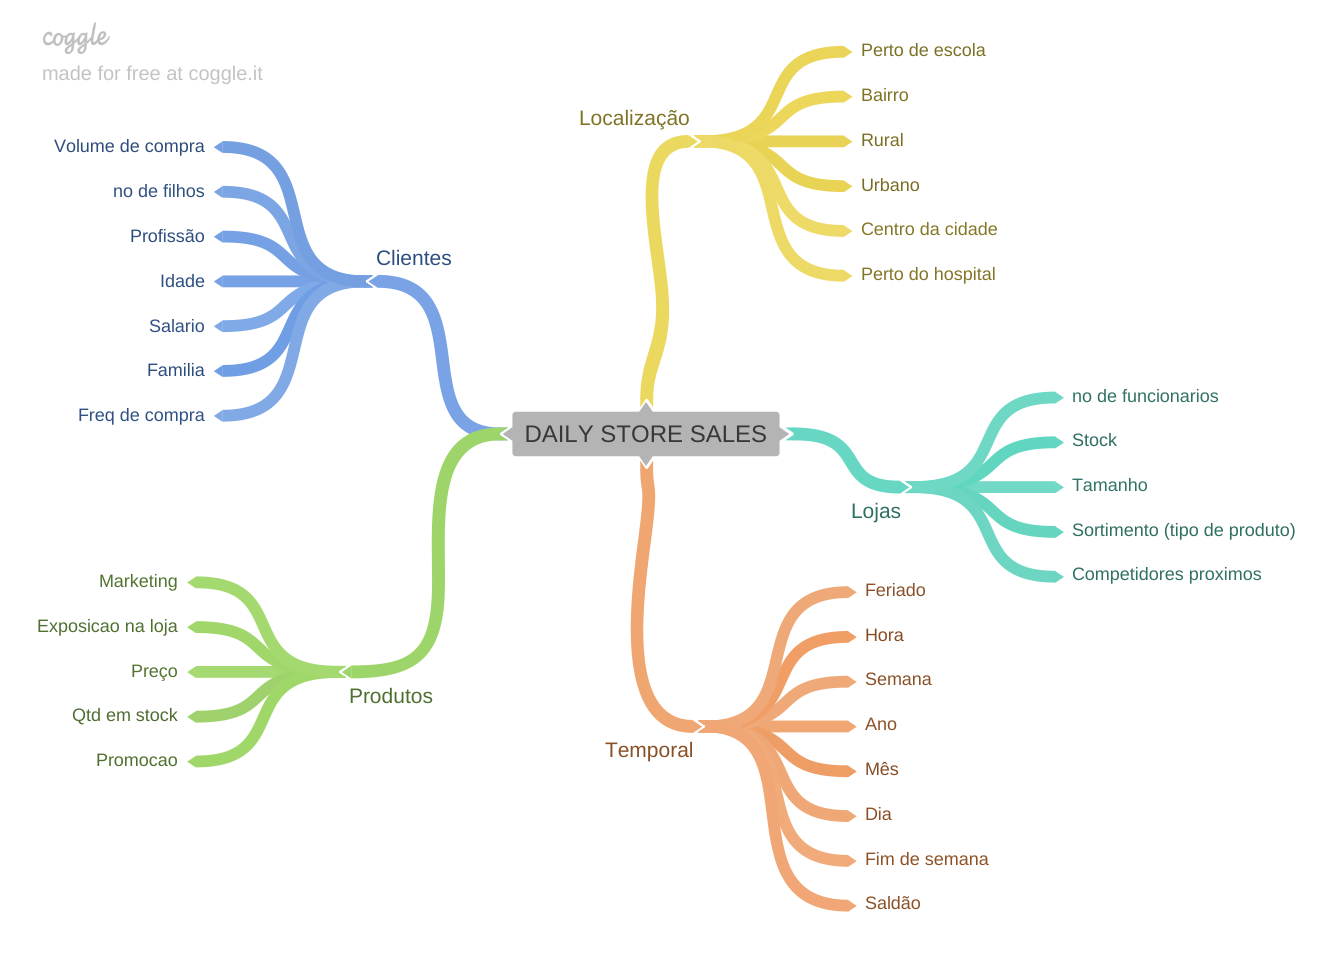 coggle
made for free at coggle.it
DAILY STORE SALES
Localização
Perto de escola
Bairro
Rural
Urbano
Centro da cidade
Perto do hospital
Clientes
Volume de compra
no de filhos
Profissão
Idade
Salario
Familia
Freq de compra
Lojas
no de funcionarios
Stock
Tamanho
Sortimento (tipo de produto)
Competidores proximos
Produtos
Marketing
Exposicao na loja
Preço
Qtd em stock
Promocao
Temporal
Feriado
Hora
Semana
Ano
Mês
Dia
Fim de semana
Saldão